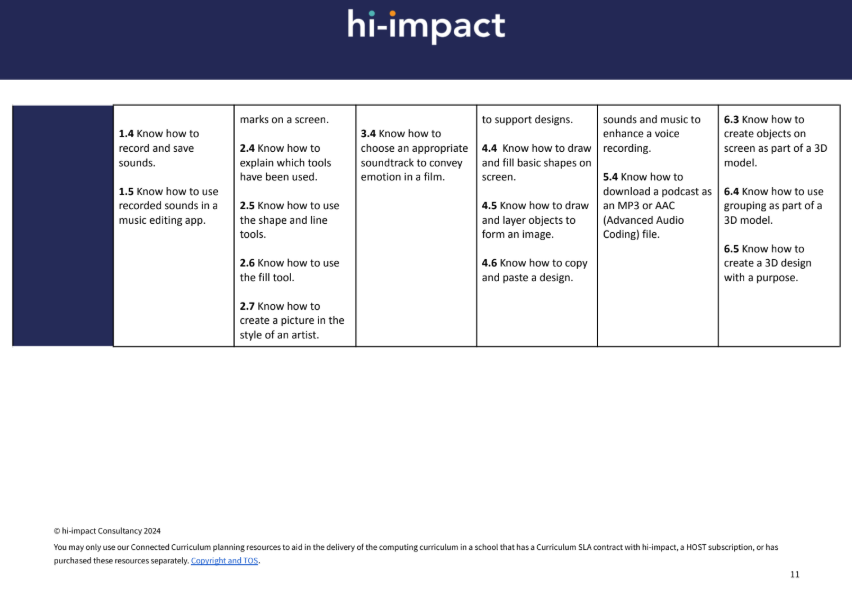 hi-impact
1.4 Know how to
record and save
sounds.
1.5 Know how to use
recorded sounds in a
music editing app.
marks on a screen.
2.4 Know how to
explain which tools
have been used.
2.5 Know how to use
the shape and line
tools.
2.6 Know how to use
the fill tool.
2.7 Know how to
create a picture in the
style of an artist.
3.4 Know how to
choose an appropriate
soundtrack to convey
emotion in a film.
to support designs.
4.4 Know how to draw
and fill basic shapes on
screen.
4.5 Know how to draw
and layer objects to
form an image.
4.6 Know how to copy
and paste a design.
sounds and music to
enhance a voice
recording.
5.4 Know how to
download a podcast as
an MP3 or AAC
(Advanced Audio
Coding) file.
6.3 Know how to
create objects on
screen as part of a 3D
model.
6.4 Know how to use
grouping as part of a
3D model.
6.5 Know how to
create a 3D design
with a purpose.
© hi-impact Consultancy 2024
You may only use our Connected Curriculum planning resources to aid in the delivery of the computing curriculum in a school that has a Curriculum SLA contract with hi-impact, a HOST subscription, or has
purchased these resources separately. Copyright and TOS.
11